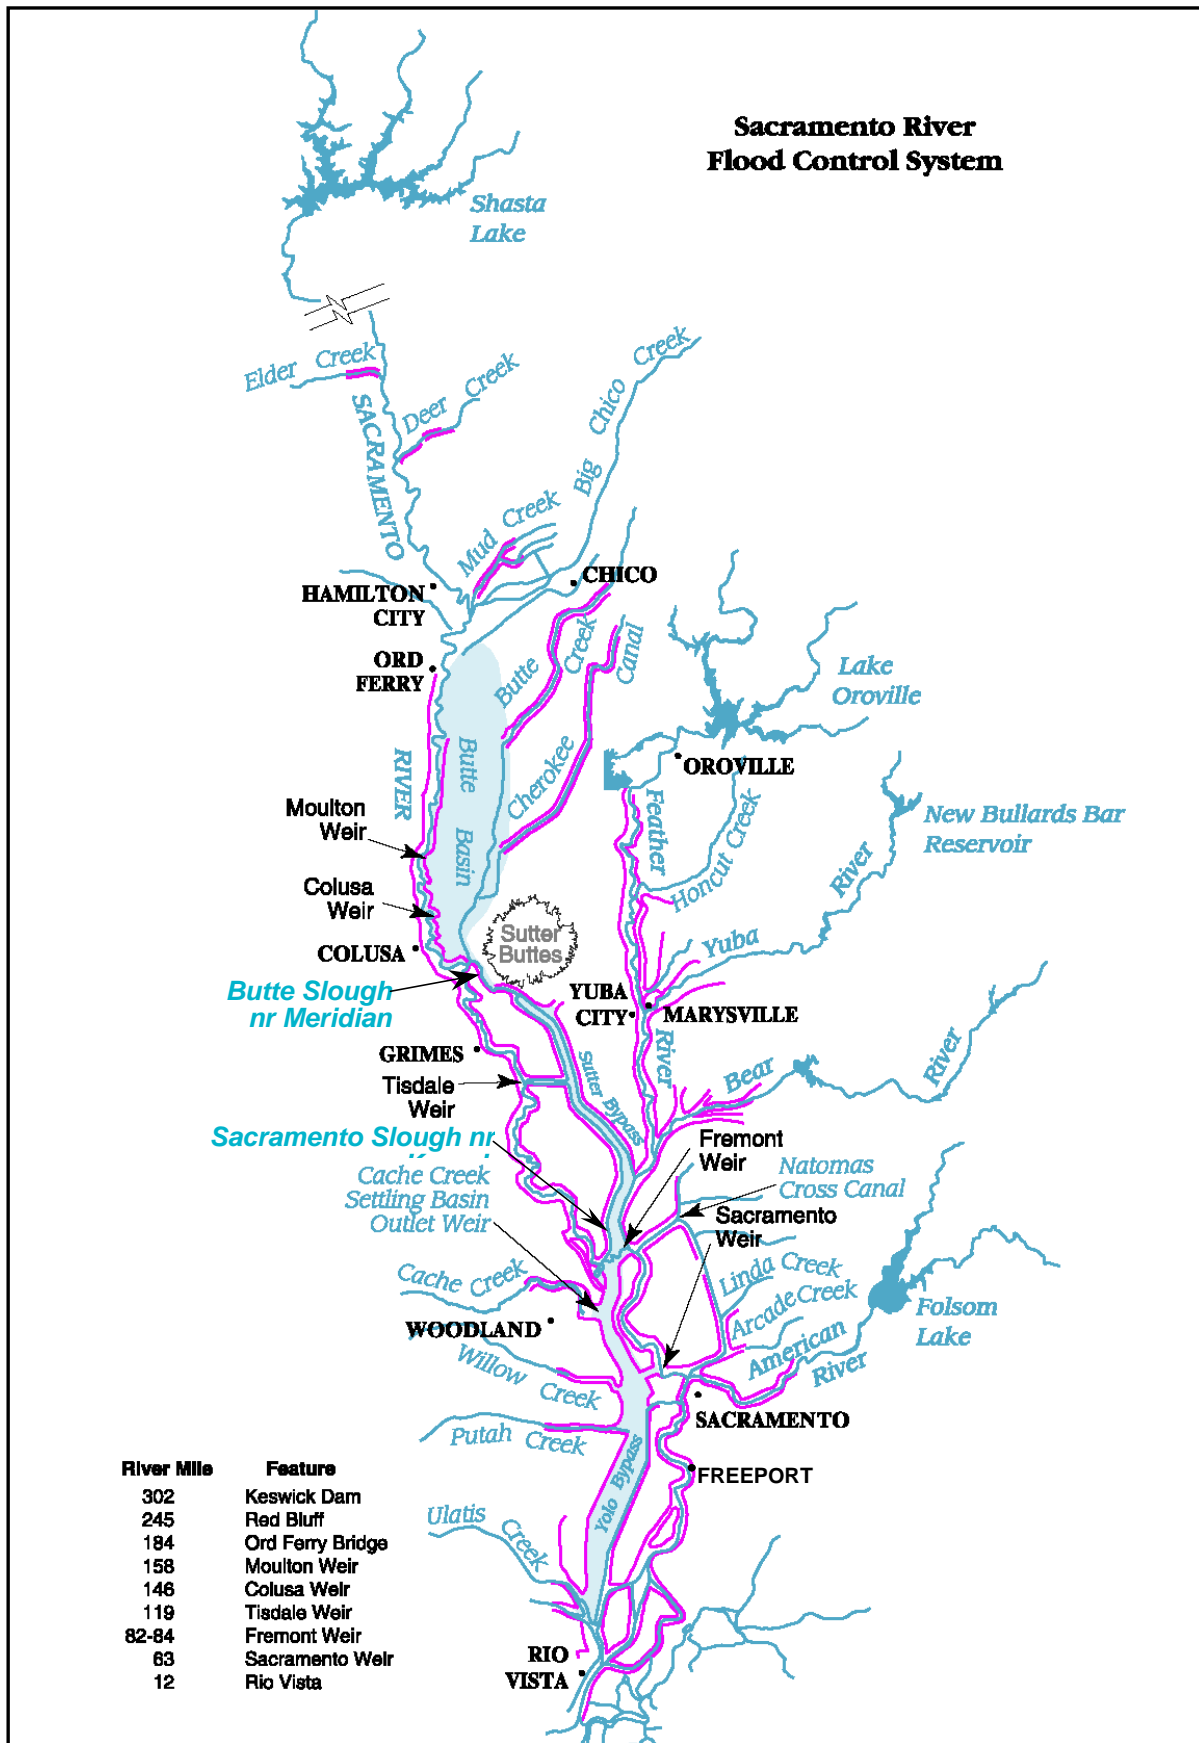 Sacramento River
Flood Control System
Shasta
Lake
Elder Creek
SACRAMENTO
Deer Creek
Big Chico Creek
Mud Creek
CHICO
HAMILTON
CITY
ORD
FERRY
Butte Creek
Canal
Cherokee
Lake
Oroville
OROVILLE
RIVER
Butte
Basin
Feather
Honcut Creek
New Bullards Bar
Reservoir
River
Yuba
Moulton
Weir
Colusa
Weir
COLUSA
Sutter
Buttes
Butte Slough
nr Meridian
YUBA
CITY
MARYSVILLE
River
GRIMES
Tisdale
Weir
Sutter Bypass
Bear
River
Sacramento Slough nr
Fremont
Weir
Cache Creek
Settling Basin
Outlet Weir
Natomas
Cross Canal
Sacramento
Weir
Cache Creek
Linda Creek
Arcade Creek
Folsom
Lake
WOODLAND
Willow Creek
American
River
SACRAMENTO
Putah Creek
Yolo Bypass
FREEPORT
Ulatis
Creek
RIO
VISTA
River Mile Feature
302 Keswick Dam
245 Red Bluff
184 Ord Ferry Bridge
158 Moulton Weir
146 Colusa Weir
119 Tisdale Weir
82-84 Fremont Weir
63 Sacramento Weir
12 Rio Vista